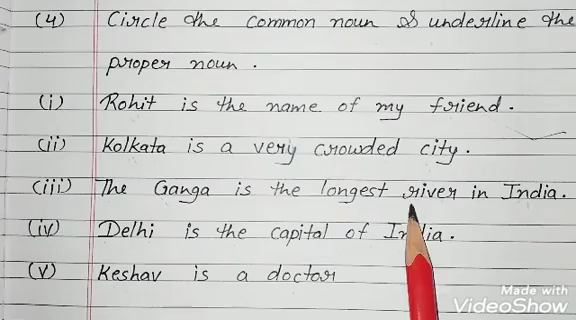 (4) Circle the common noun & underline the
proper noun.
(i) Rohit is the name of my friend.
(ii) Kolkata is a very crowded city.
(iii) The Ganga is the longest river in India.
(iv) Delhi is the capital of India.
(v) Keshav is a doctor
Made with
VideoShow